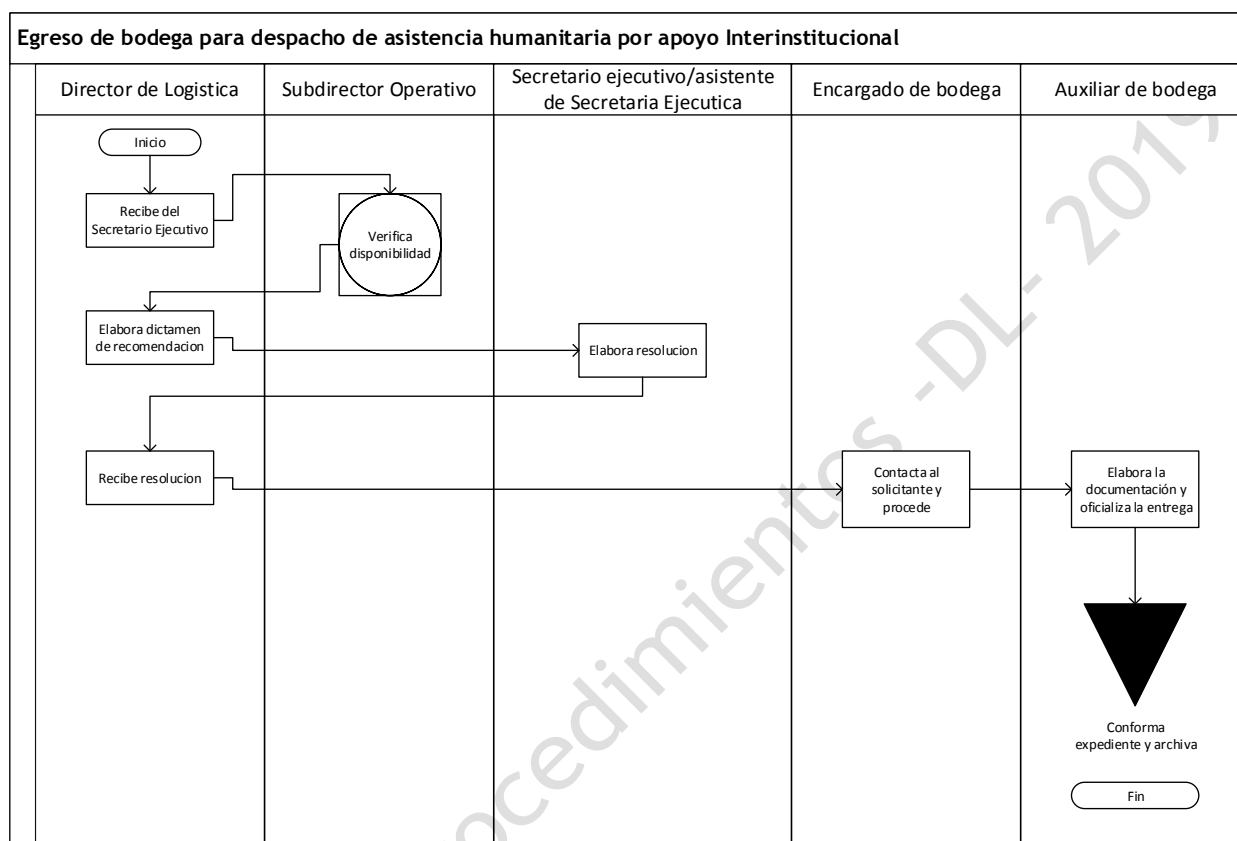 Egreso de bodega para despacho de asistencia humanitaria por apoyo Interinstitucional
Director de Logistica
Subdirector Operativo
Secretario ejecutivo/asistente
de Secretaria Ejecutica
Encargado de bodega
Auxiliar de bodega
Inicio
Recibe del
Secretario Ejecutivo
Verifica
disponibilidad
Elabora dictamen
de recomendacion
Elabora resolucion
Recibe resolucion
Contacta al
solicitante y
procede
Elabora la
documentación y
oficializa la entrega
Conforma
expediente y archiva
Fin
ocedimientos -DL- 2019